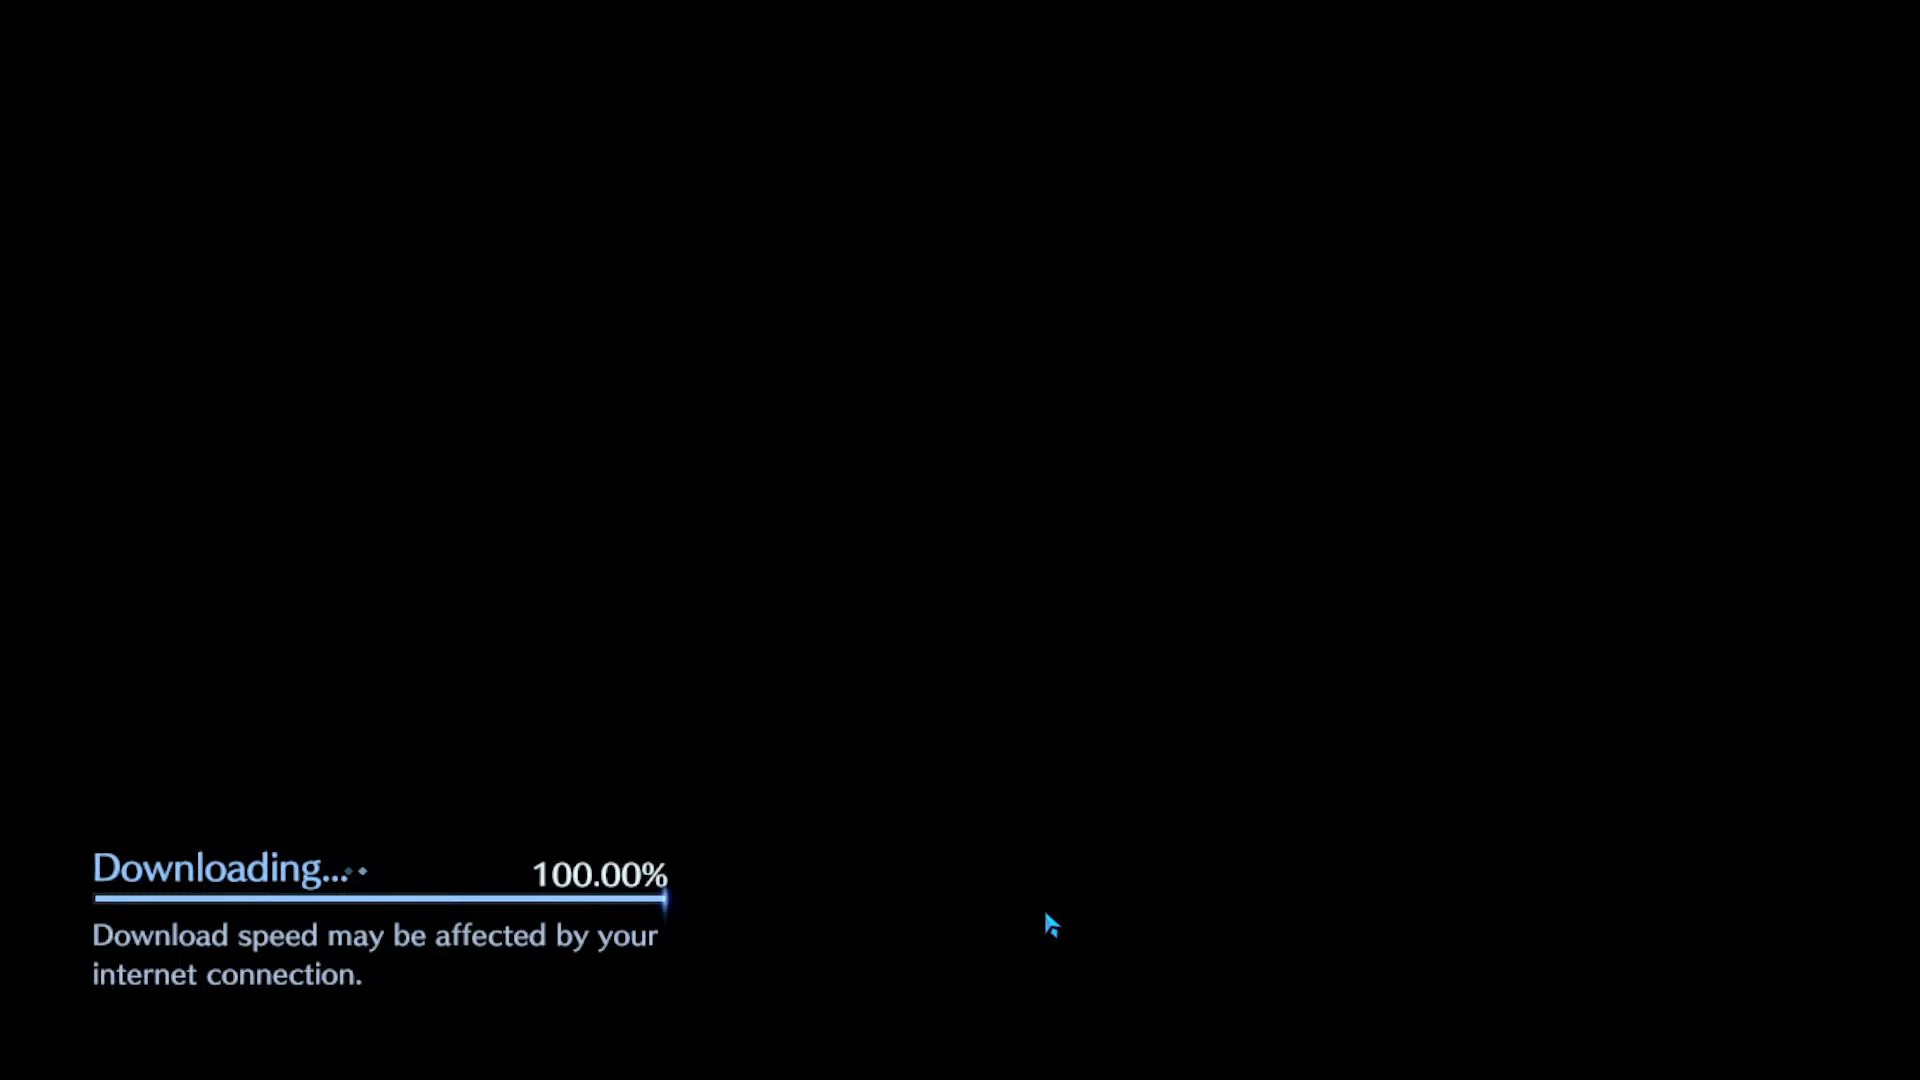 Downloading...
100.00%
Download speed may be affected by your
internet connection.